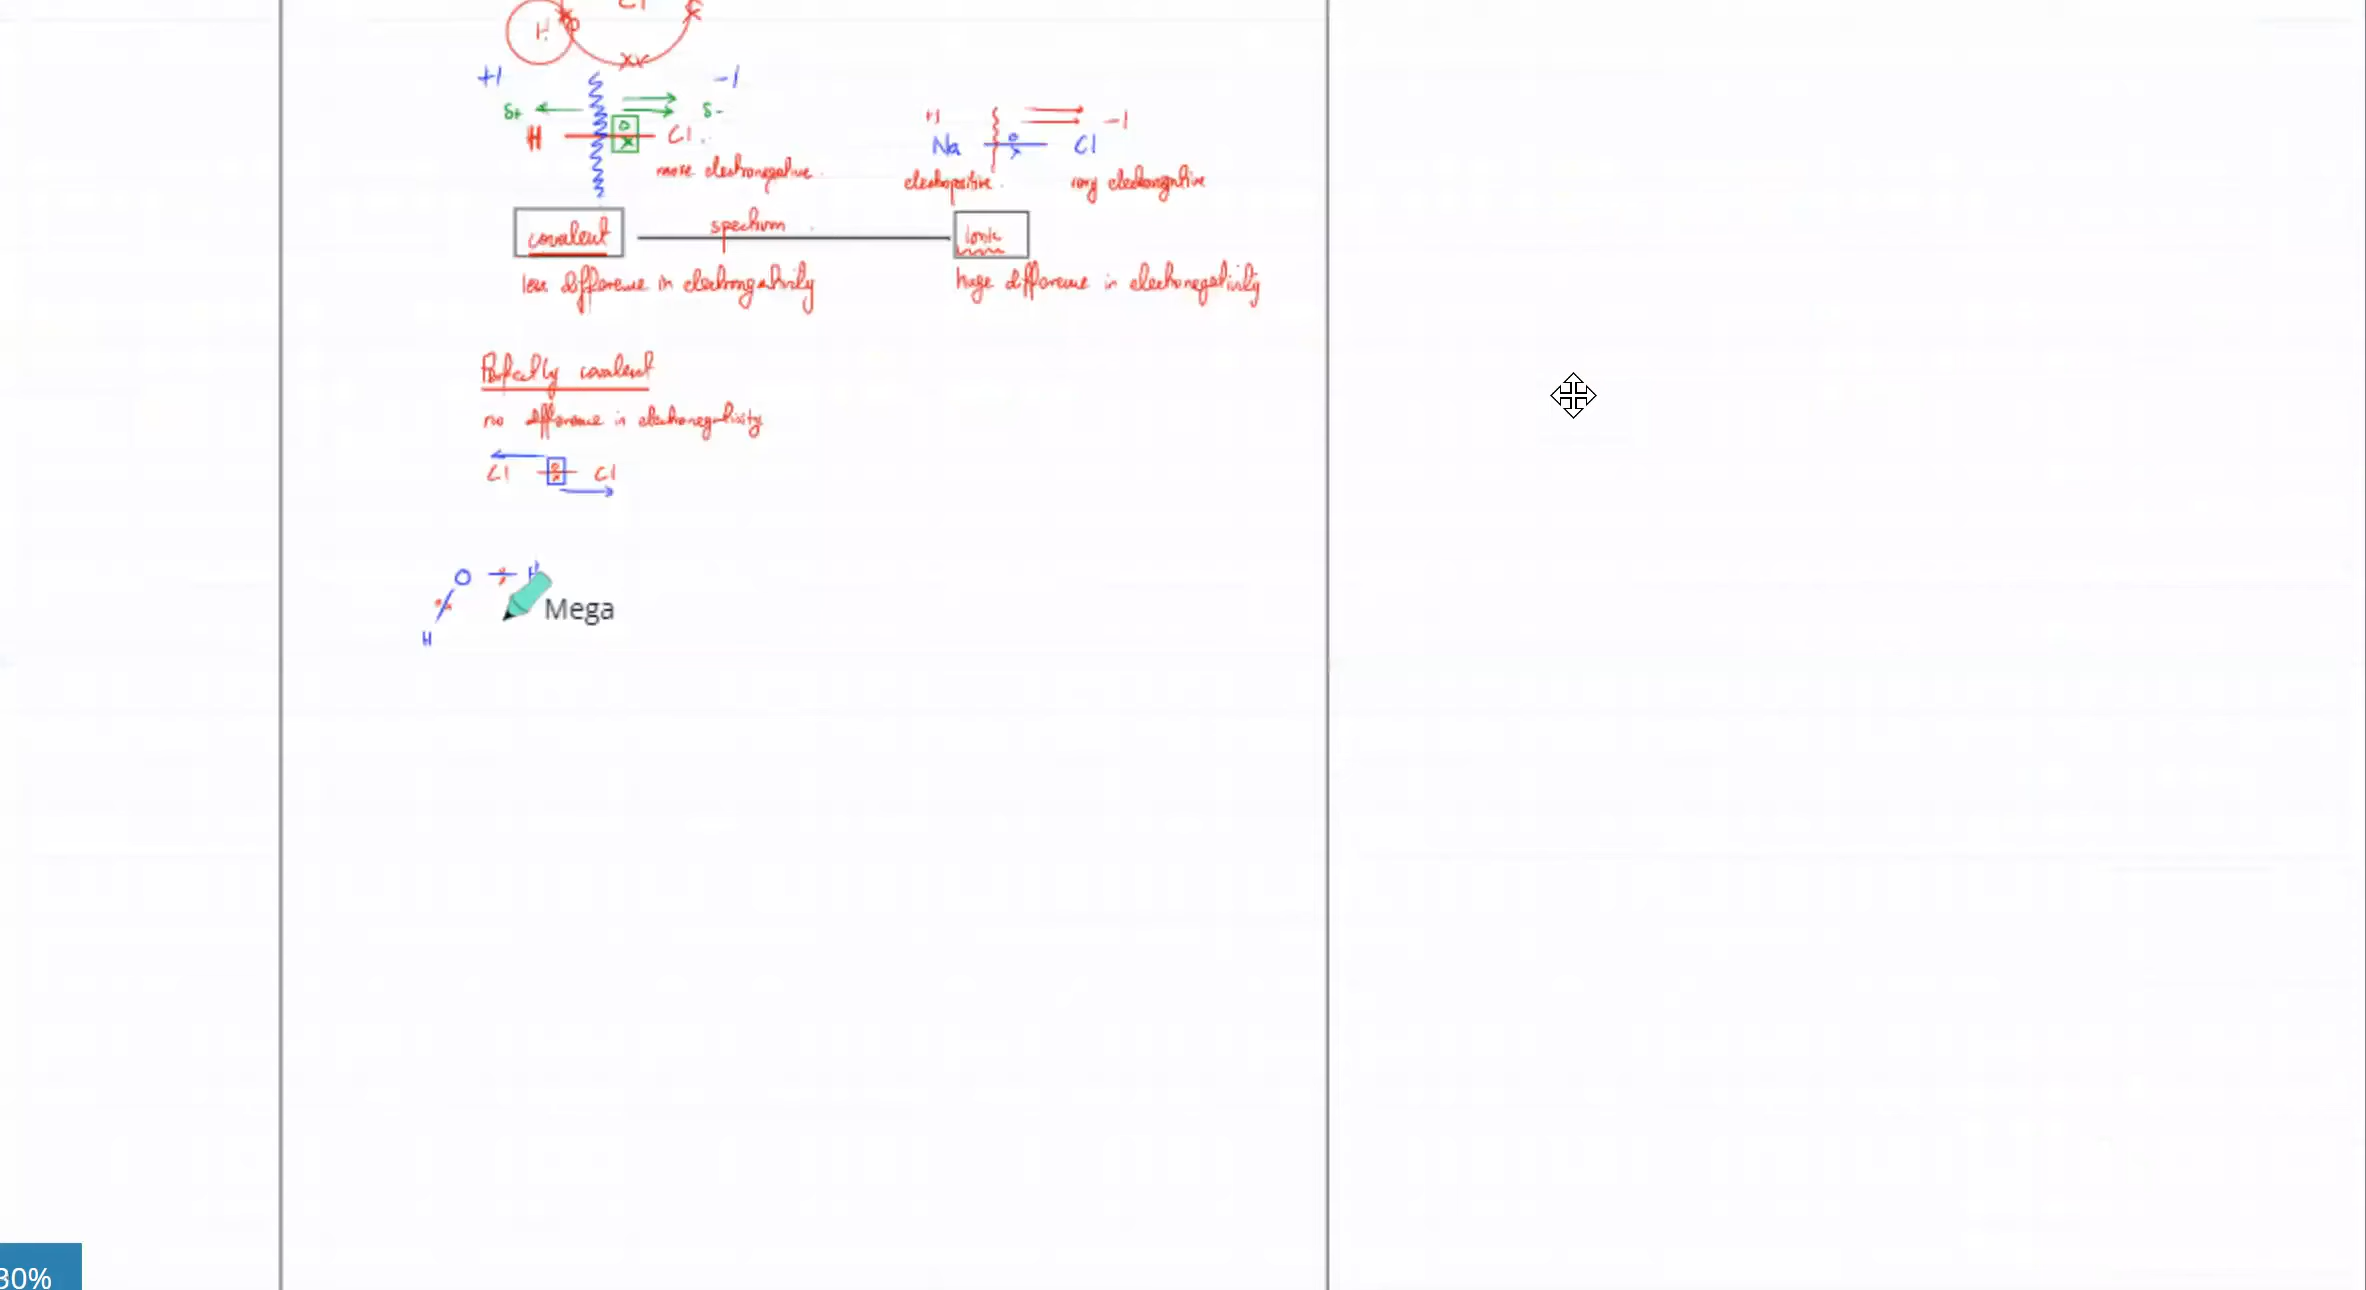 Cl
H
+1 -1
δ+ δ-
H Cl
more electronegative
+1 -1
Na Cl
electropositive very electronegative
covalent spectrum ionic
less difference in electronegativity huge difference in electronegativity
Perfectly covalent
no difference in electronegativity
Cl Cl
O H
H
Mega
30%